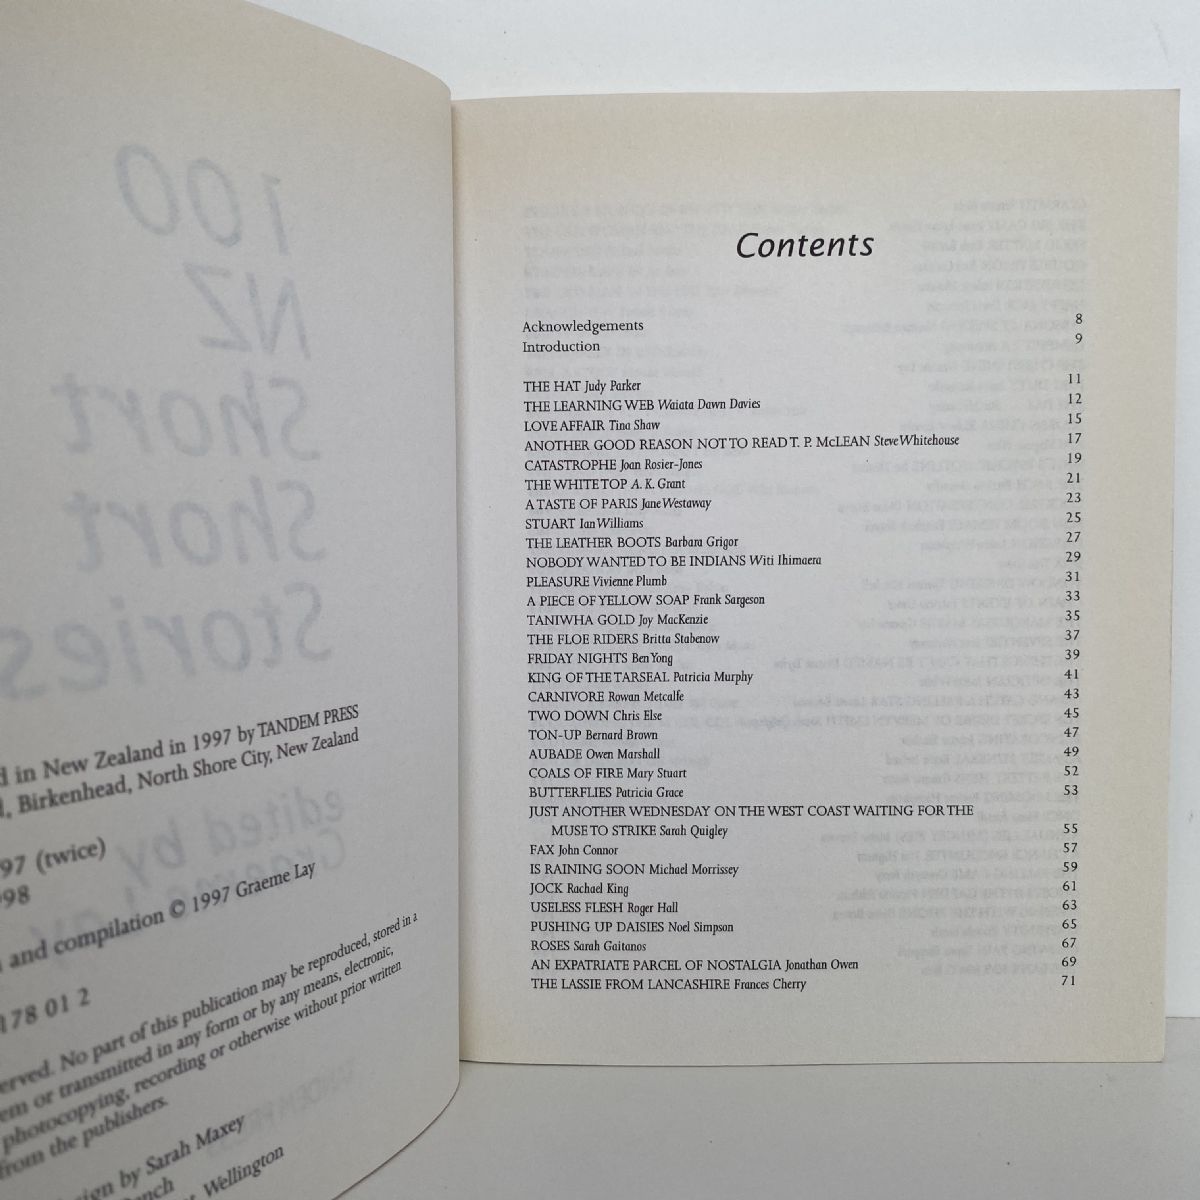 100
NZ
Short
Short
Stories
edited by
d in New Zealand in 1997 by TANDEM PRESS
, Birkenhead, North Shore City, New Zealand
97 (twice)
98
and compilation © 1997 Graeme Lay
178 01 2
erved. No part of this publication may be reproduced, stored in a
em or transmitted in any form or by any means, electronic,
photocopying, recording or otherwise without prior written
from the publishers.
sign by Sarah Maxey
Wellington
Contents
Acknowledgements 8
Introduction 9
THE HAT Judy Parker 11
THE LEARNING WEB Waiata Dawn Davies 12
LOVE AFFAIR Tina Shaw 15
ANOTHER GOOD REASON NOT TO READ T. P. McLEAN Steve Whitehouse 17
CATASTROPHE Joan Rosier-Jones 19
THE WHITE TOP A. K. Grant 21
A TASTE OF PARIS Jane Westaway 23
STUART Ian Williams 25
THE LEATHER BOOTS Barbara Grigor 27
NOBODY WANTED TO BE INDIANS Witi Ihimaera 29
PLEASURE Vivienne Plumb 31
A PIECE OF YELLOW SOAP Frank Sargeson 33
TANIWHA GOLD Joy MacKenzie 35
THE FLOE RIDERS Britta Stabenow 37
FRIDAY NIGHTS Ben Yong 39
KING OF THE TARSEAL Patricia Murphy 41
CARNIVORE Rowan Metcalfe 43
TWO DOWN Chris Else 45
TON-UP Bernard Brown 47
AUBADE Owen Marshall 49
COALS OF FIRE Mary Stuart 52
BUTTERFLIES Patricia Grace 53
JUST ANOTHER WEDNESDAY ON THE WEST COAST WAITING FOR THE
MUSE TO STRIKE Sarah Quigley 55
FAX John Connor 57
IS RAINING SOON Michael Morrissey 59
JOCK Rachael King 61
USELESS FLESH Roger Hall 63
PUSHING UP DAISIES Noel Simpson 65
ROSES Sarah Gaitanos 67
AN EXPATRIATE PARCEL OF NOSTALGIA Jonathan Owen 69
THE LASSIE FROM LANCASHIRE Frances Cherry 71